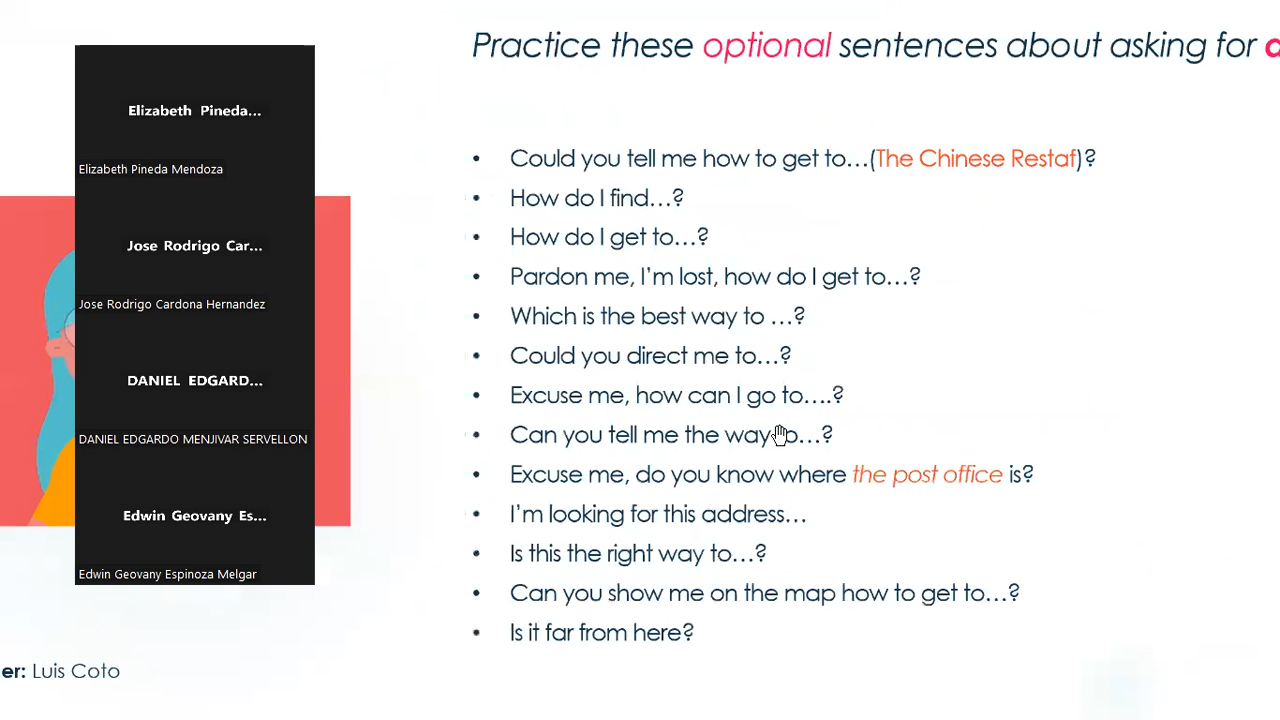 Practice these optional sentences about asking for
Elizabeth Pineda...
Elizabeth Pineda Mendoza
Jose Rodrigo Car...
Jose Rodrigo Cardona Hernandez
DANIEL EDGARD...
DANIEL EDGARDO MENJIVAR SERVELLON
Edwin Geovany Es...
Edwin Geovany Espinoza Melgar
• Could you tell me how to get to...(The Chinese Restaf)?
• How do I find...?
• How do I get to...?
• Pardon me, I'm lost, how do I get to...?
• Which is the best way to ...?
• Could you direct me to...?
• Excuse me, how can I go to....?
• Can you tell me the way to...?
• Excuse me, do you know where the post office is?
• I'm looking for this address...
• Is this the right way to...?
• Can you show me on the map how to get to...?
• Is it far from here?
er: Luis Coto